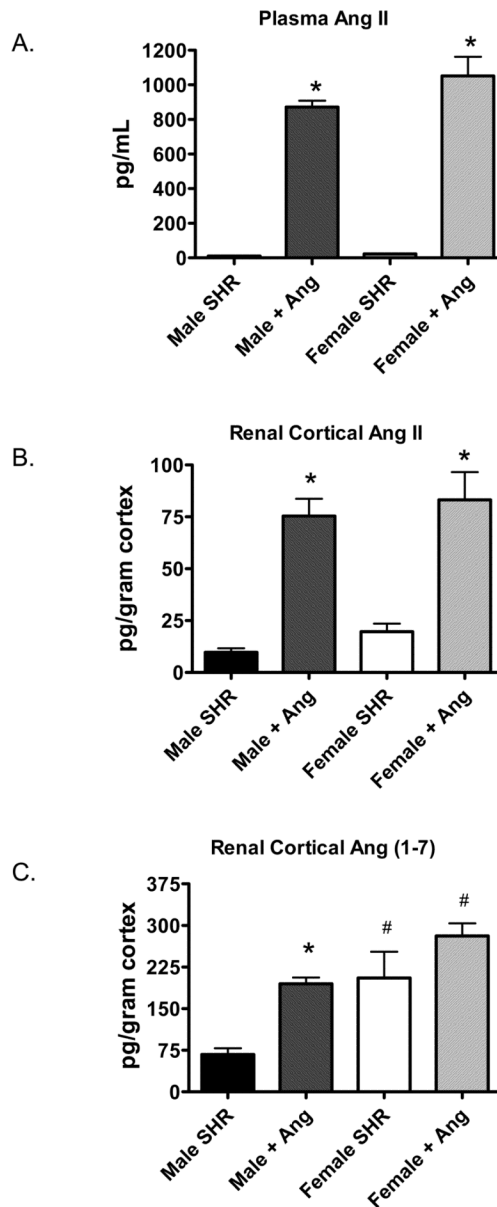 A.
Plasma Ang II
pg/mL
1200
1000
800
600
400
200
0
*
*
Male SHR
Male + Ang
Female SHR
Female + Ang
B.
Renal Cortical Ang II
pg/gram cortex
100
75
50
25
0
*
*
Male SHR
Male + Ang
Female SHR
Female + Ang
C.
Renal Cortical Ang (1-7)
pg/gram cortex
375
300
225
150
75
0
*
#
#
Male SHR
Male + Ang
Female SHR
Female + Ang